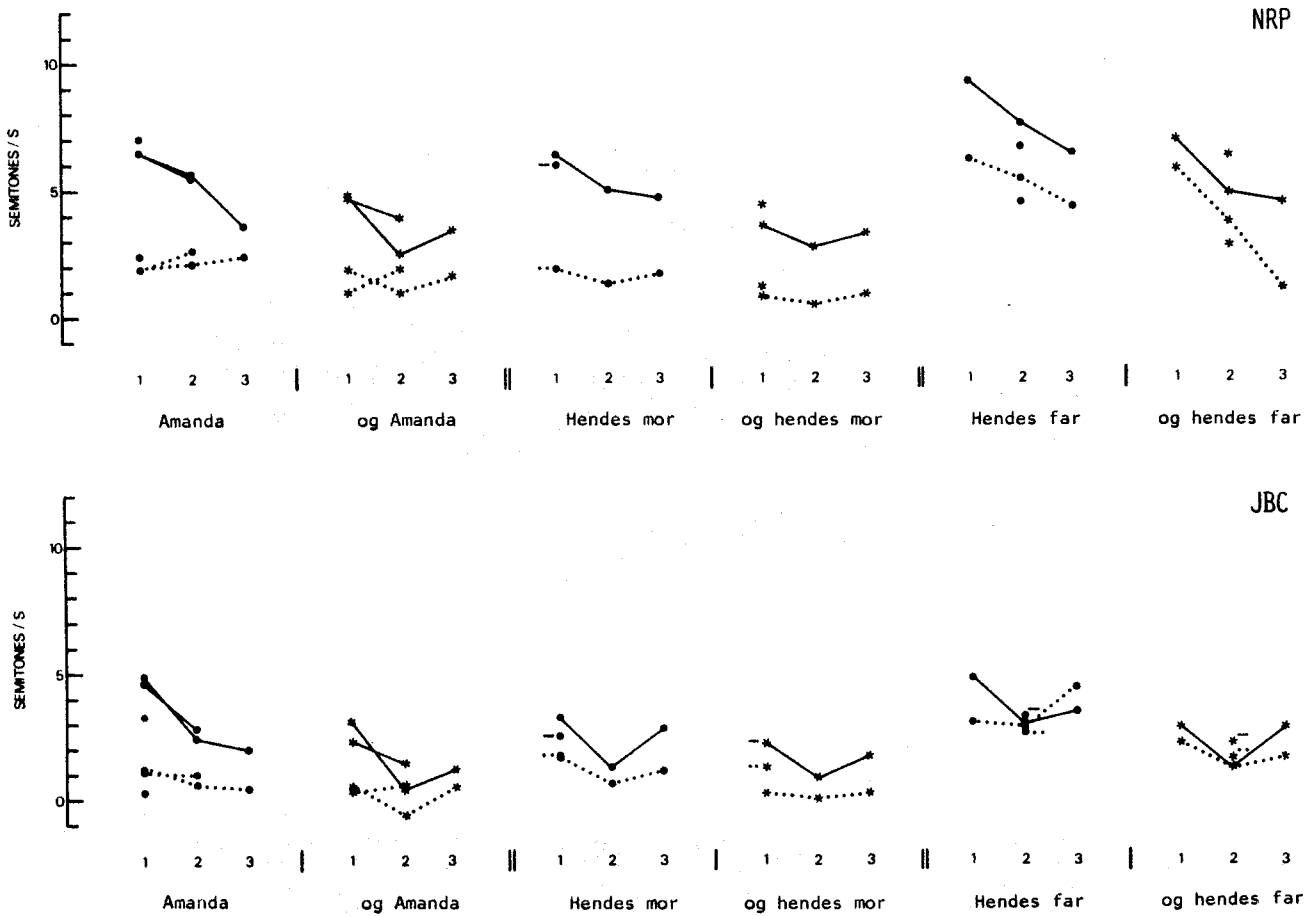 NRP
SEMITONES / S
10
5
0
1 2 3 | 1 2 3 || 1 2 3 | 1 2 3 || 1 2 3 | 1 2 3
Amanda og Amanda Hendes mor og hendes mor Hendes far og hendes far
JBC
SEMITONES / S
10
5
0
1 2 3 | 1 2 3 || 1 2 3 | 1 2 3 || 1 2 3 | 1 2 3
Amanda og Amanda Hendes mor og hendes mor Hendes far og hendes far